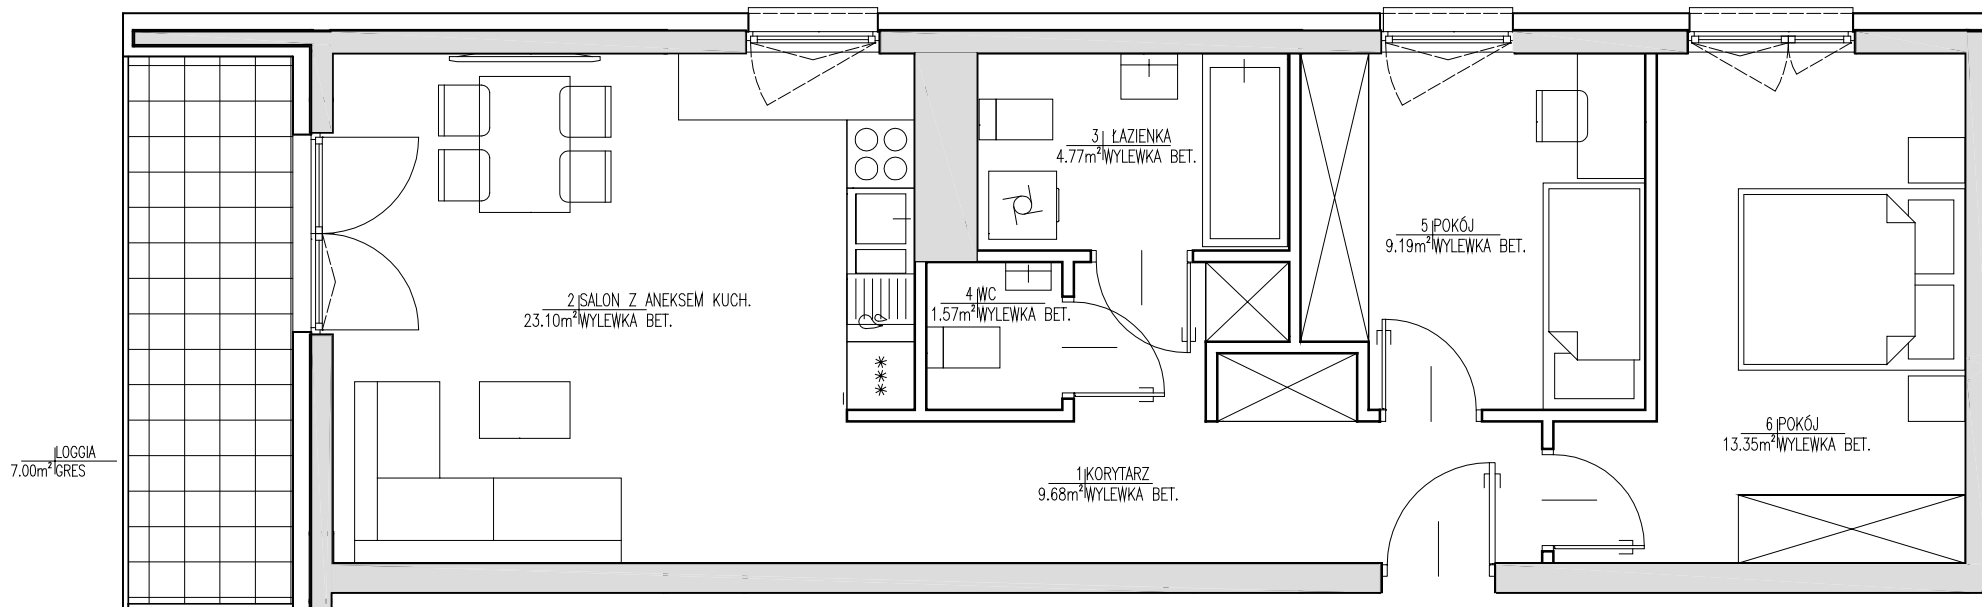 3 ŁAZIENKA
4.77m² WYLEWKA BET.
5 POKÓJ
9.19m² WYLEWKA BET.
2 SALON Z ANEKSEM KUCH.
23.10m² WYLEWKA BET.
4 WC
1.57m² WYLEWKA BET.
6 POKÓJ
13.35m² WYLEWKA BET.
LOGGIA
7.00m² GRES
1 KORYTARZ
9.68m² WYLEWKA BET.